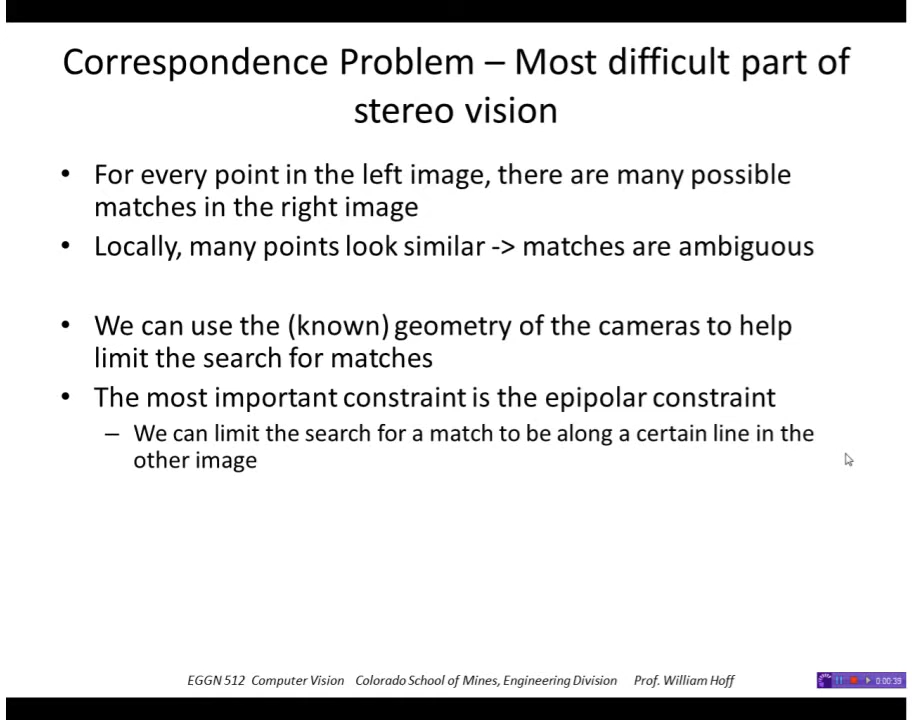 Correspondence Problem – Most difficult part of
stereo vision
• For every point in the left image, there are many possible
matches in the right image
• Locally, many points look similar -> matches are ambiguous
• We can use the (known) geometry of the cameras to help
limit the search for matches
• The most important constraint is the epipolar constraint
– We can limit the search for a match to be along a certain line in the
other image
EGGN 512 Computer Vision Colorado School of Mines, Engineering Division Prof. William Hoff
0:00:39